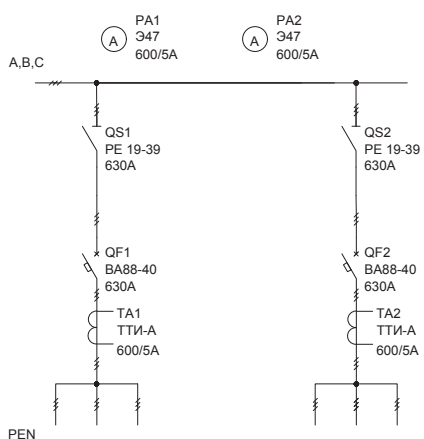 PA1
Э47
600/5A
A
PA2
Э47
600/5A
A
A,B,C
QS1
PE 19-39
630A
QS2
PE 19-39
630A
QF1
BA88-40
630A
QF2
BA88-40
630A
TA1
ТТИ-А
600/5A
TA2
ТТИ-А
600/5A
PEN